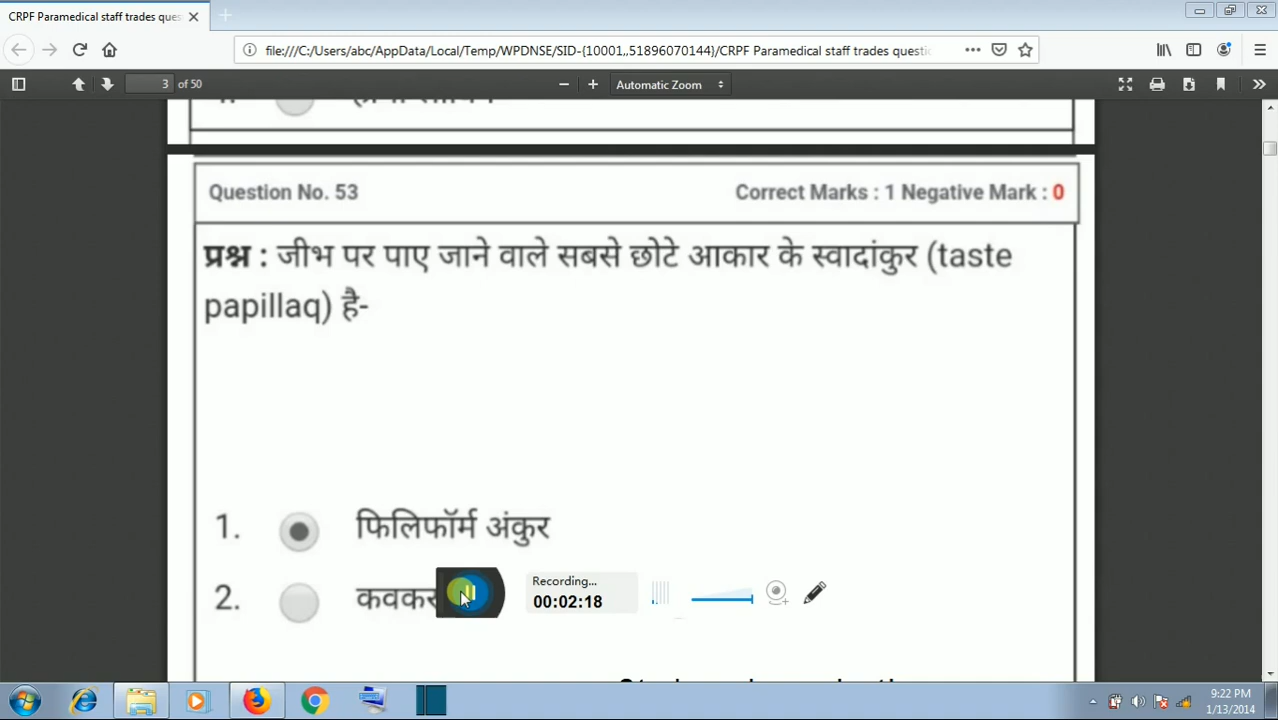 CRPF Paramedical staff trades ques
file:///C:/Users/abc/AppData/Local/Temp/WPDNSE/SID-{10001,,51896070144}/CRPF Paramedical staff trades questi
3 of 50
Automatic Zoom
Question No. 53
Correct Marks : 1 Negative Mark : 0
प्रश्न : जीभ पर पाए जाने वाले सबसे छोटे आकार के स्वादांकुर (taste
papillaq) है-
1. फिलिफॉर्म अंकुर
2. कवक
Recording...
00:02:18
9:22 PM
1/13/2014